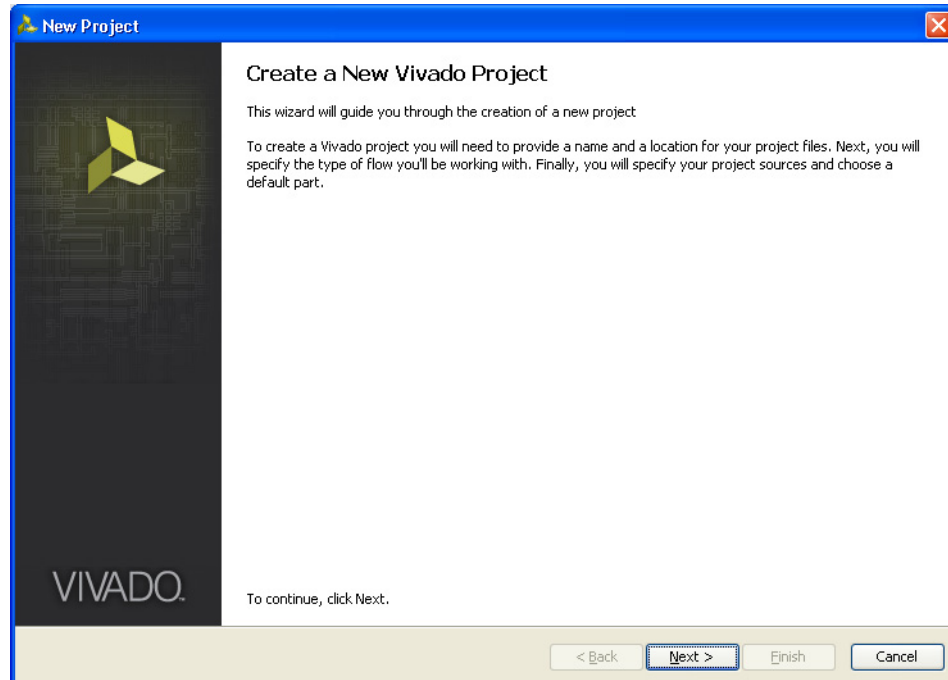 New Project
Create a New Vivado Project
This wizard will guide you through the creation of a new project
To create a Vivado project you will need to provide a name and a location for your project files. Next, you will
specify the type of flow you'll be working with. Finally, you will specify your project sources and choose a
default part.
VIVADO™
To continue, click Next.
< Back Next > Finish Cancel